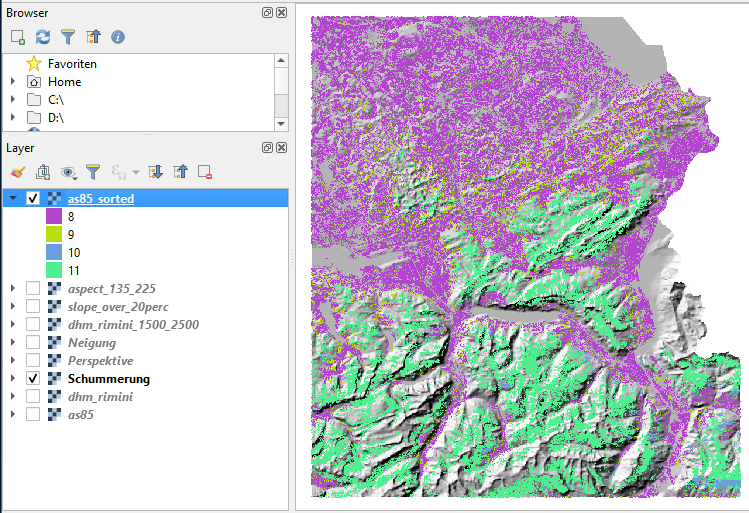 Browser
Favoriten
Home
C:\
D:\
Layer
as85_sorted
8
9
10
11
aspect_135_225
slope_over_20perc
dhm_rimini_1500_2500
Neigung
Perspektive
Schummerung
dhm_rimini
as85